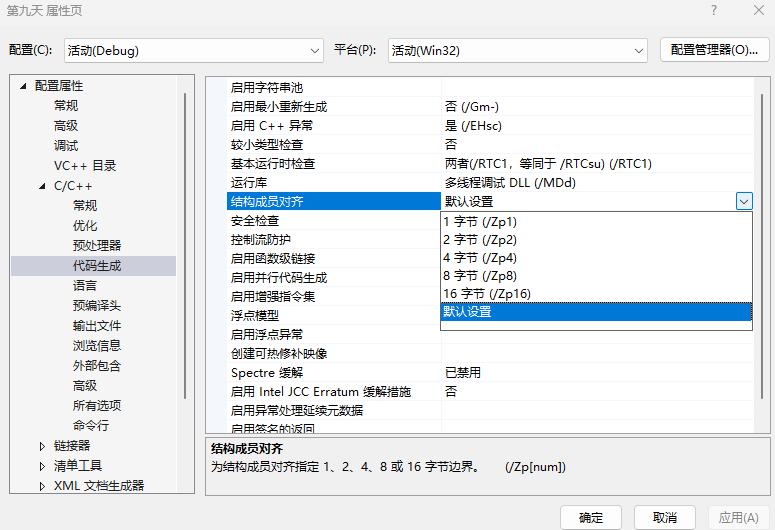 第九天 属性页
配置(C): 活动(Debug) 平台(P): 活动(Win32) 配置管理器(O)...
配置属性
常规
高级
调试
VC++ 目录
C/C++
常规
优化
预处理器
代码生成
语言
预编译头
输出文件
浏览信息
外部包含
高级
所有选项
命令行
链接器
清单工具
XML 文档生成器
启用字符串池
启用最小重新生成 否 (/Gm-)
启用 C++ 异常 是 (/EHsc)
较小类型检查 否
基本运行时检查 两者(/RTC1，等同于 /RTCsu) (/RTC1)
运行库 多线程调试 DLL (/MDd)
结构成员对齐 默认设置
安全检查
控制流防护
启用函数级链接
启用并行代码生成
启用增强指令集
浮点模型
启用浮点异常
创建可热修补映像
1 字节 (/Zp1)
2 字节 (/Zp2)
4 字节 (/Zp4)
8 字节 (/Zp8)
16 字节 (/Zp16)
默认设置
Spectre 缓解 已禁用
启用 Intel JCC Erratum 缓解措施 否
启用异常处理延续元数据
启用签名的返回
结构成员对齐
为结构成员对齐指定 1、2、4、8 或 16 字节边界。 (/Zp[num])
确定 取消 应用(A)